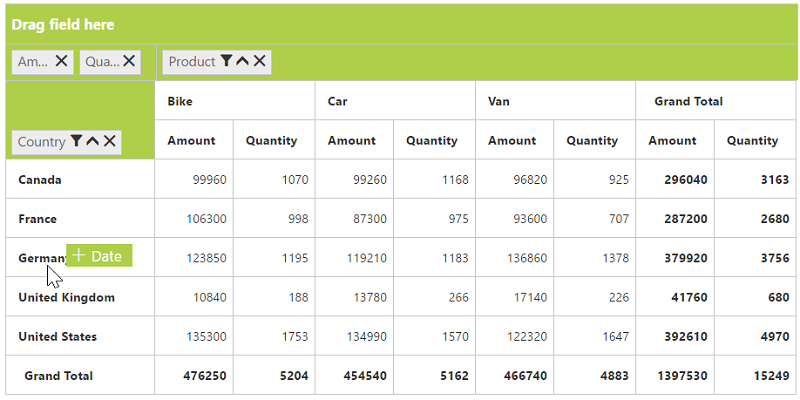 Drag field here
Am... Qua... Product
Bike Car Van Grand Total
Country Amount Quantity Amount Quantity Amount Quantity Amount Quantity
Canada 99960 1070 99260 1168 96820 925 296040 3163
France 106300 998 87300 975 93600 707 287200 2680
Germany Date 123850 1195 119210 1183 136860 1378 379920 3756
United Kingdom 10840 188 13780 266 17140 226 41760 680
United States 135300 1753 134990 1570 122320 1647 392610 4970
Grand Total 476250 5204 454540 5162 466740 4883 1397530 15249